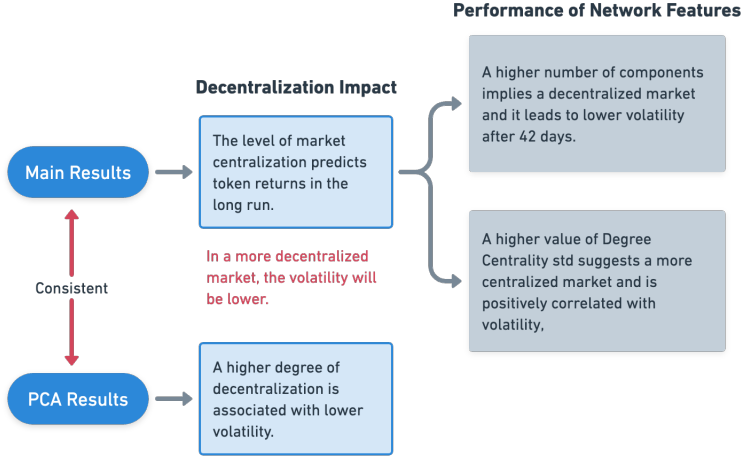 Performance of Network Features
A higher number of components
implies a decentralized market
and it leads to lower volatility
after 42 days.
Decentralization Impact
The level of market
centralization predicts
token returns in the
long run.
Main Results
In a more decentralized
market, the volatility will
be lower.
A higher value of Degree
Centrality std suggests a more
centralized market and is
positively correlated with
volatility,
Consistent
PCA Results
A higher degree of
decentralization is
associated with lower
volatility.